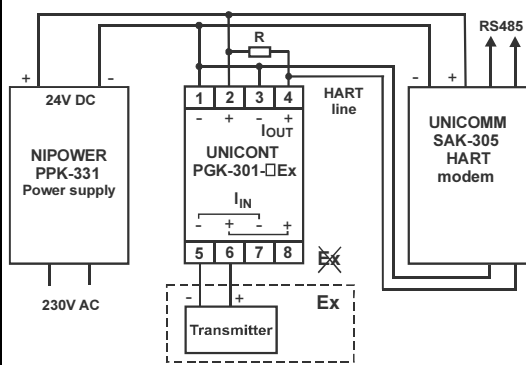 RS485
R
+ -
- +
24V DC
1 2 3 4
- + - +
HART
line
IOUT
NIPOWER
PPK-331
Power supply
UNICONT
PGK-301-□Ex
UNICOMM
SAK-305
HART
modem
IIN
- + - +
5 6 7 8
Ex
230V AC
- +
Ex
Transmitter